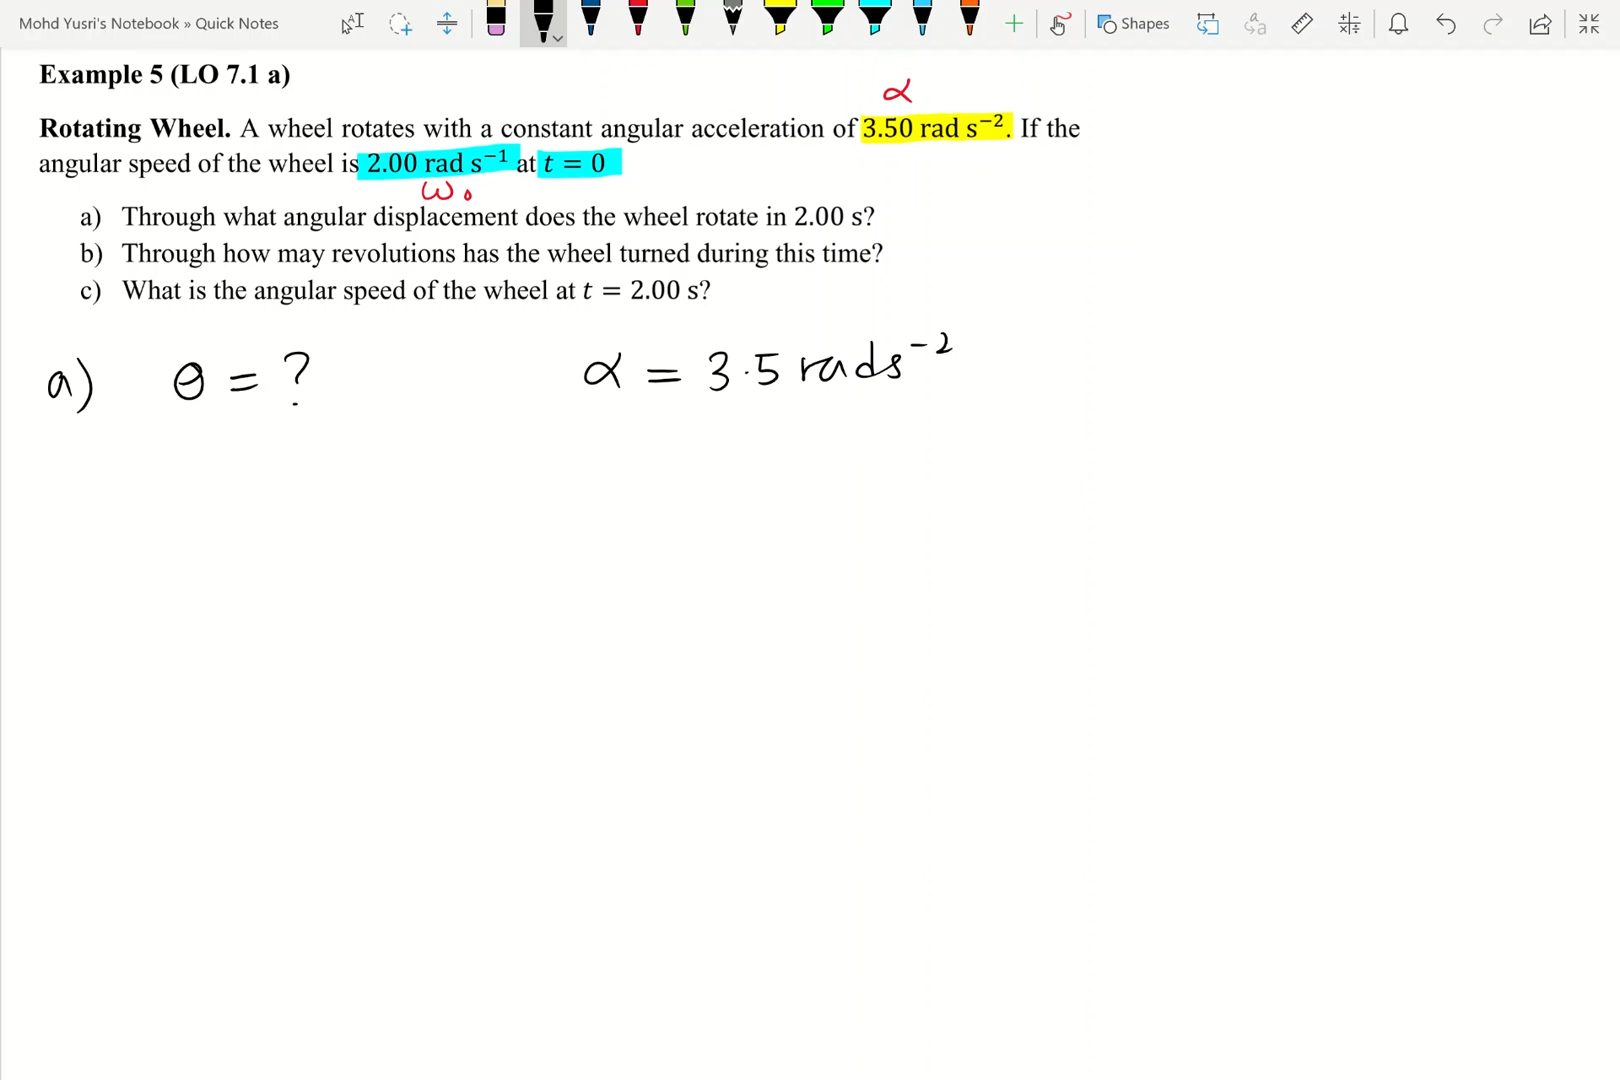 Mohd Yusri's Notebook » Quick Notes
Shapes
Example 5 (LO 7.1 a)
α
Rotating Wheel. A wheel rotates with a constant angular acceleration of 3.50 rad s⁻². If the
angular speed of the wheel is 2.00 rad s⁻¹ at t = 0
ω₀
a) Through what angular displacement does the wheel rotate in 2.00 s?
b) Through how may revolutions has the wheel turned during this time?
c) What is the angular speed of the wheel at t = 2.00 s?
a) θ = ? α = 3.5 rads⁻²